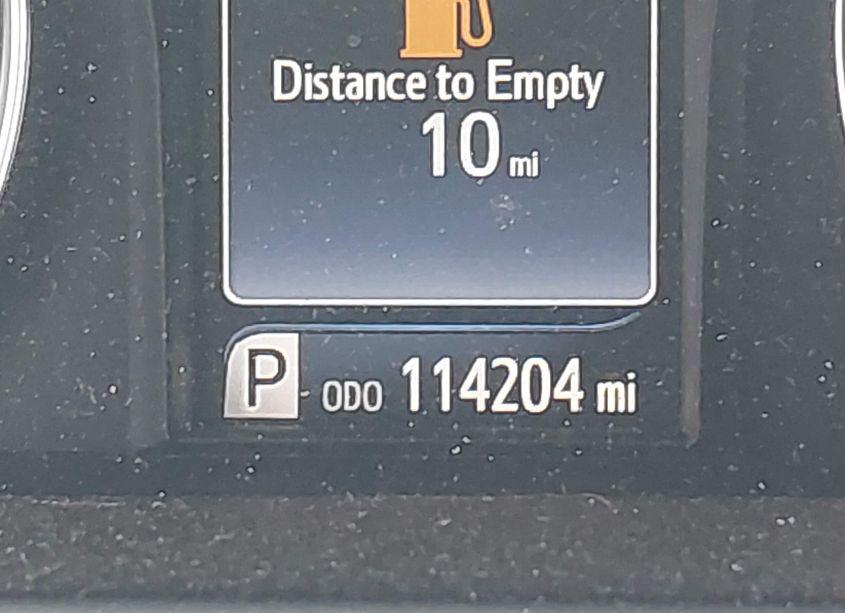 Distance to Empty
10 mi
P ODO 114204 mi